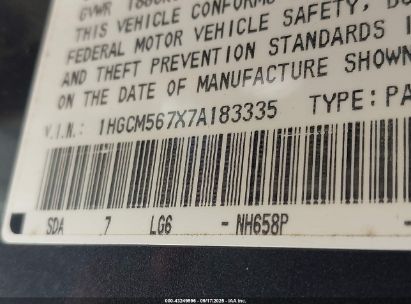 GVWR
THIS VEHICLE CONFORMS
FEDERAL MOTOR VEHICLE SAFETY,
AND THEFT PREVENTION STANDARDS
ON THE DATE OF MANUFACTURE SHOWN
V.I.N.: 1HGCM567X7A183335 TYPE: PA
SDA 7 LG6 - NH658P -